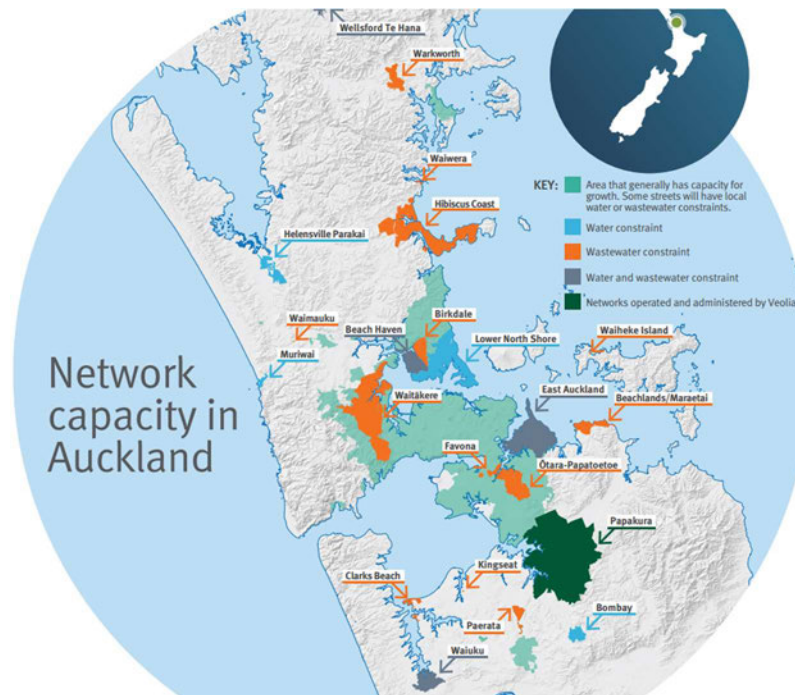 Wellsford Te Hana
Warkworth
Waiwera
KEY:
Area that generally has capacity for
growth. Some streets will have local
water or wastewater constraints.
Hibiscus Coast
Water constraint
Helensville Parakai
Wastewater constraint
Water and wastewater constraint
Networks operated and administered by Veolia
Waimauku
Birkdale
Beach Haven
Lower North Shore
Waiheke Island
Muriwai
Network
capacity in
Auckland
Waitākere
East Auckland
Beachlands/Maraetai
Favona
Ōtara-Papatoetoe
Papakura
Clarks Beach
Kingseat
Paerata
Bombay
Waiuku